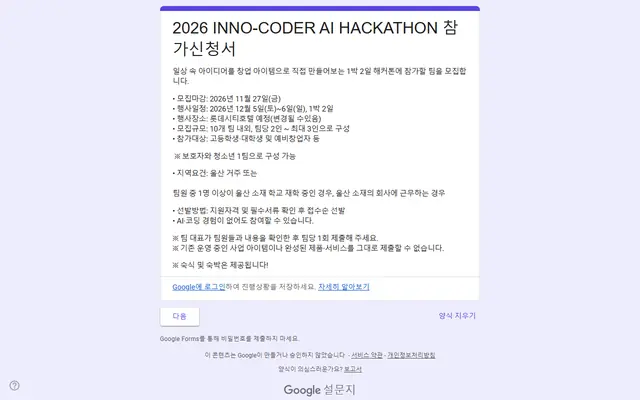 2026 INNO-CODER AI HACKATHON 참
가신청서
일상 속 아이디어를 창업 아이템으로 직접 만들어보는 1박 2일 해커톤에 참가할 팀을 모집합
니다.
• 모집마감: 2026년 11월 27일(금)
• 행사일정: 2026년 12월 5일(토)~6일(일), 1박 2일
• 행사장소: 롯데시티호텔 예정(변경될 수있음)
• 모집규모: 10개 팀 내외, 팀당 2인 ~ 최대 3인으로 구성
• 참가대상: 고등학생·대학생 및 예비창업자 등
※ 보호자와 청소년 1팀으로 구성 가능
• 지역요건: 울산 거주 또는
팀원 중 1명 이상이 울산 소재 학교 재학 중인 경우, 울산 소재의 회사에 근무하는 경우
• 선발방법: 지원자격 및 필수서류 확인 후 접수순 선발
• AI·코딩 경험이 없어도 참여할 수 있습니다.
※ 팀 대표가 팀원들과 내용을 확인한 후 팀당 1회 제출해 주세요.
※ 기존 운영 중인 사업 아이템이나 완성된 제품·서비스를 그대로 제출할 수 없습니다.
※ 숙식 및 숙박은 제공됩니다!
Google에 로그인하여 진행상황을 저장하세요. 자세히 알아보기
다음
양식 지우기
Google Forms를 통해 비밀번호를 제출하지 마세요.
이 콘텐츠는 Google이 만들거나 승인하지 않았습니다. - 서비스 약관 - 개인정보처리방침
양식이 의심스러운가요? 보고서
Google 설문지